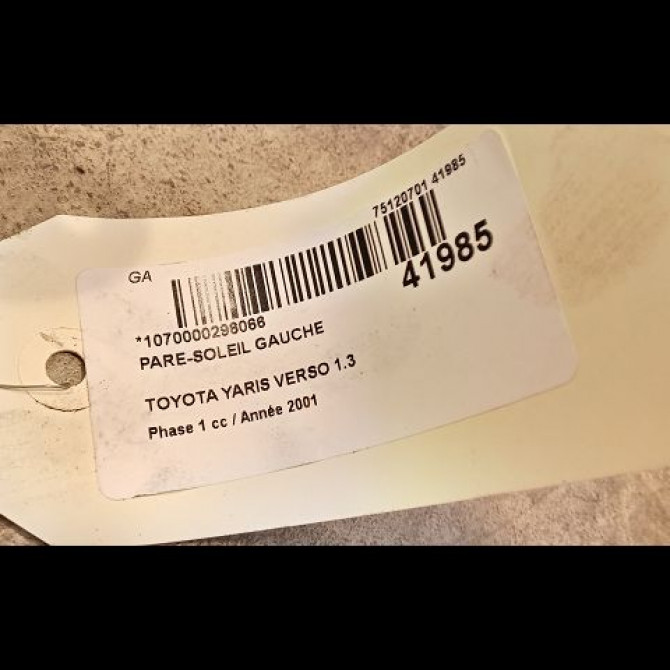 75120701 41985
GA
41985
*1070000298066
PARE-SOLEIL GAUCHE
TOYOTA YARIS VERSO 1.3
Phase 1 cc / Année 2001